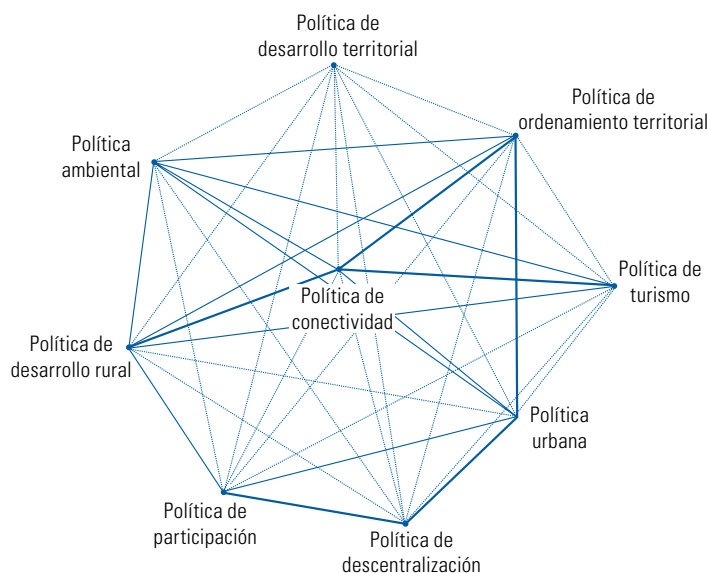 Política de
desarrollo territorial
Política de
ordenamiento territorial
Política
ambiental
Política de
turismo
Política de
conectividad
Política de
desarrollo rural
Política
urbana
Política de
participación
Política de
descentralización